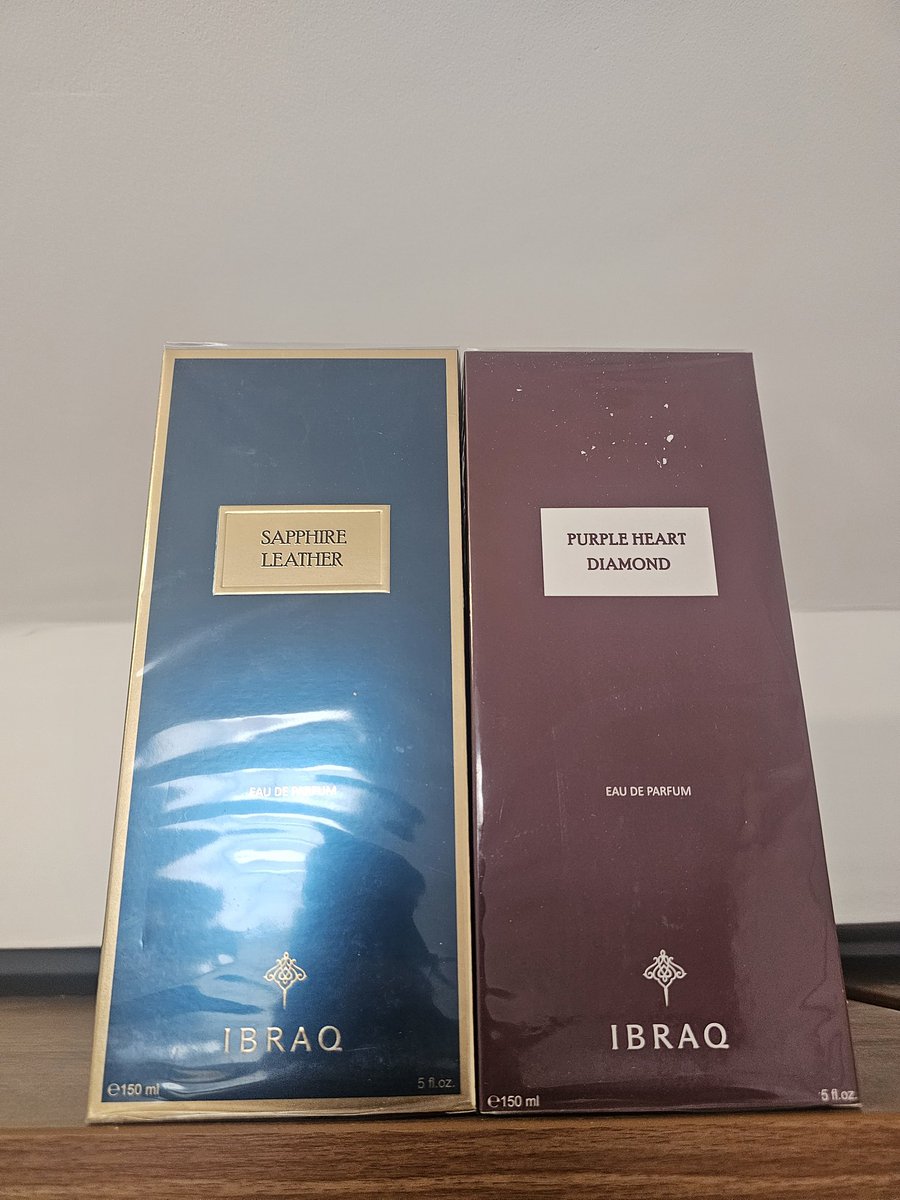 SAPPHIRE
LEATHER
EAU DE PARFUM
IBRAQ
℮150 ml
5 fl.oz.
PURPLE HEART
DIAMOND
EAU DE PARFUM
IBRAQ
℮150 ml
5 fl.oz.